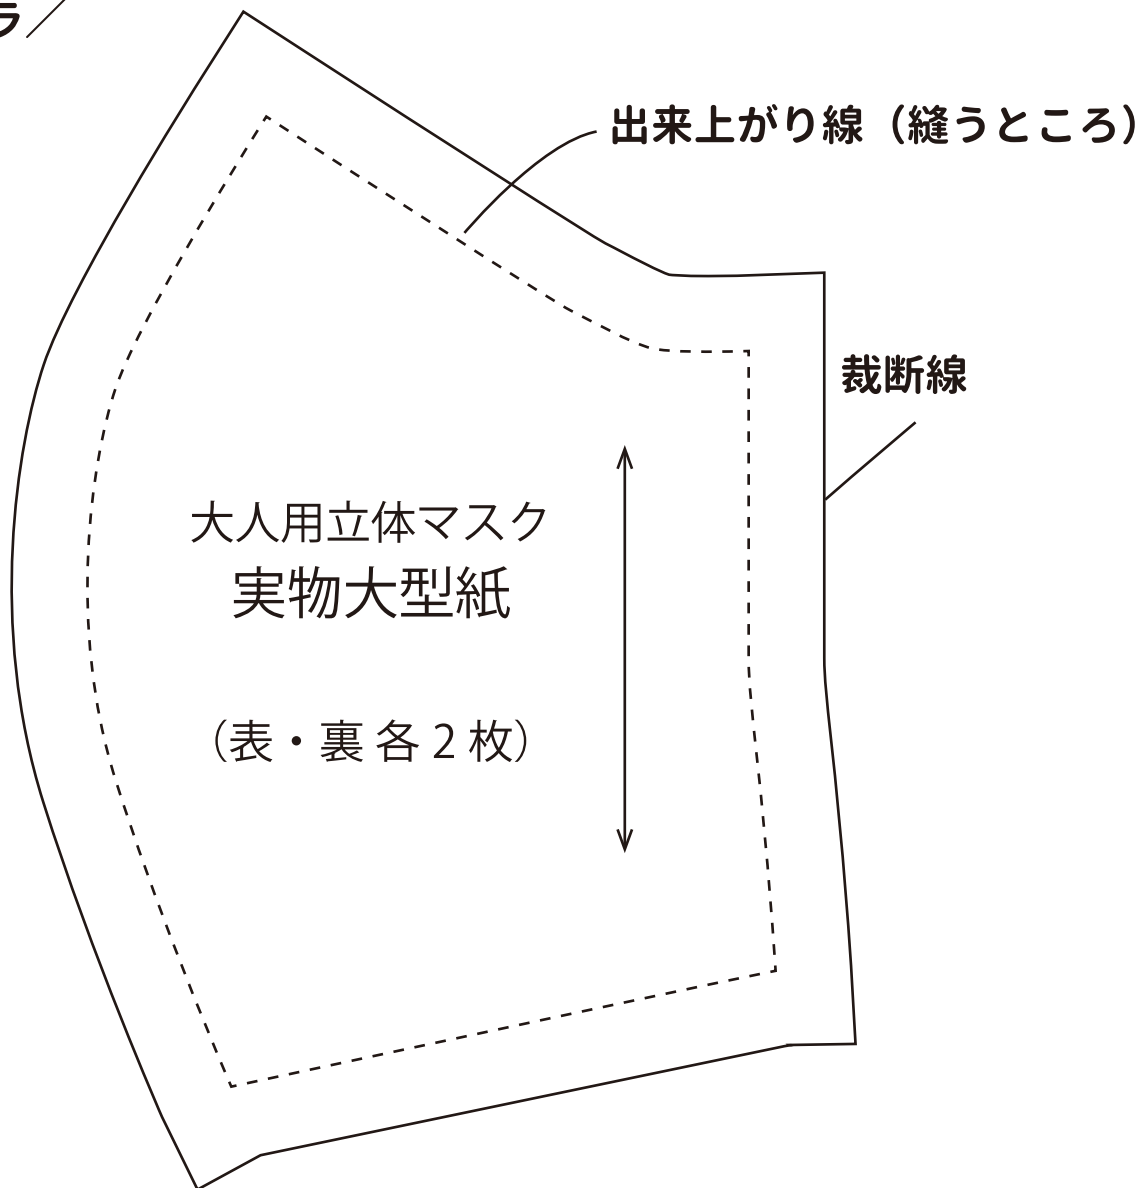 ラ
出来上がり線（縫うところ）
裁断線
大人用立体マスク
実物大型紙
（表・裏 各 2 枚）